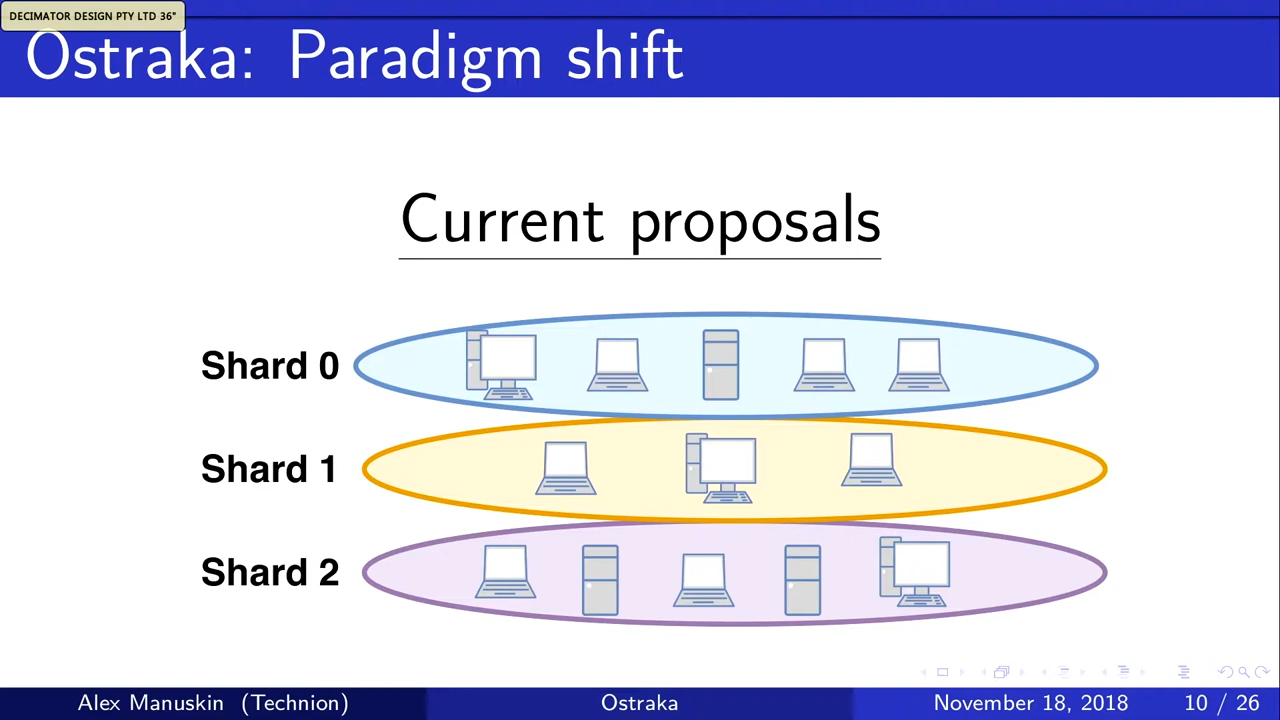 DECIMATOR DESIGN PTY LTD 36"
Ostraka: Paradigm shift
Current proposals
Shard 0
Shard 1
Shard 2
Alex Manuskin (Technion)
Ostraka
November 18, 2018
10 / 26